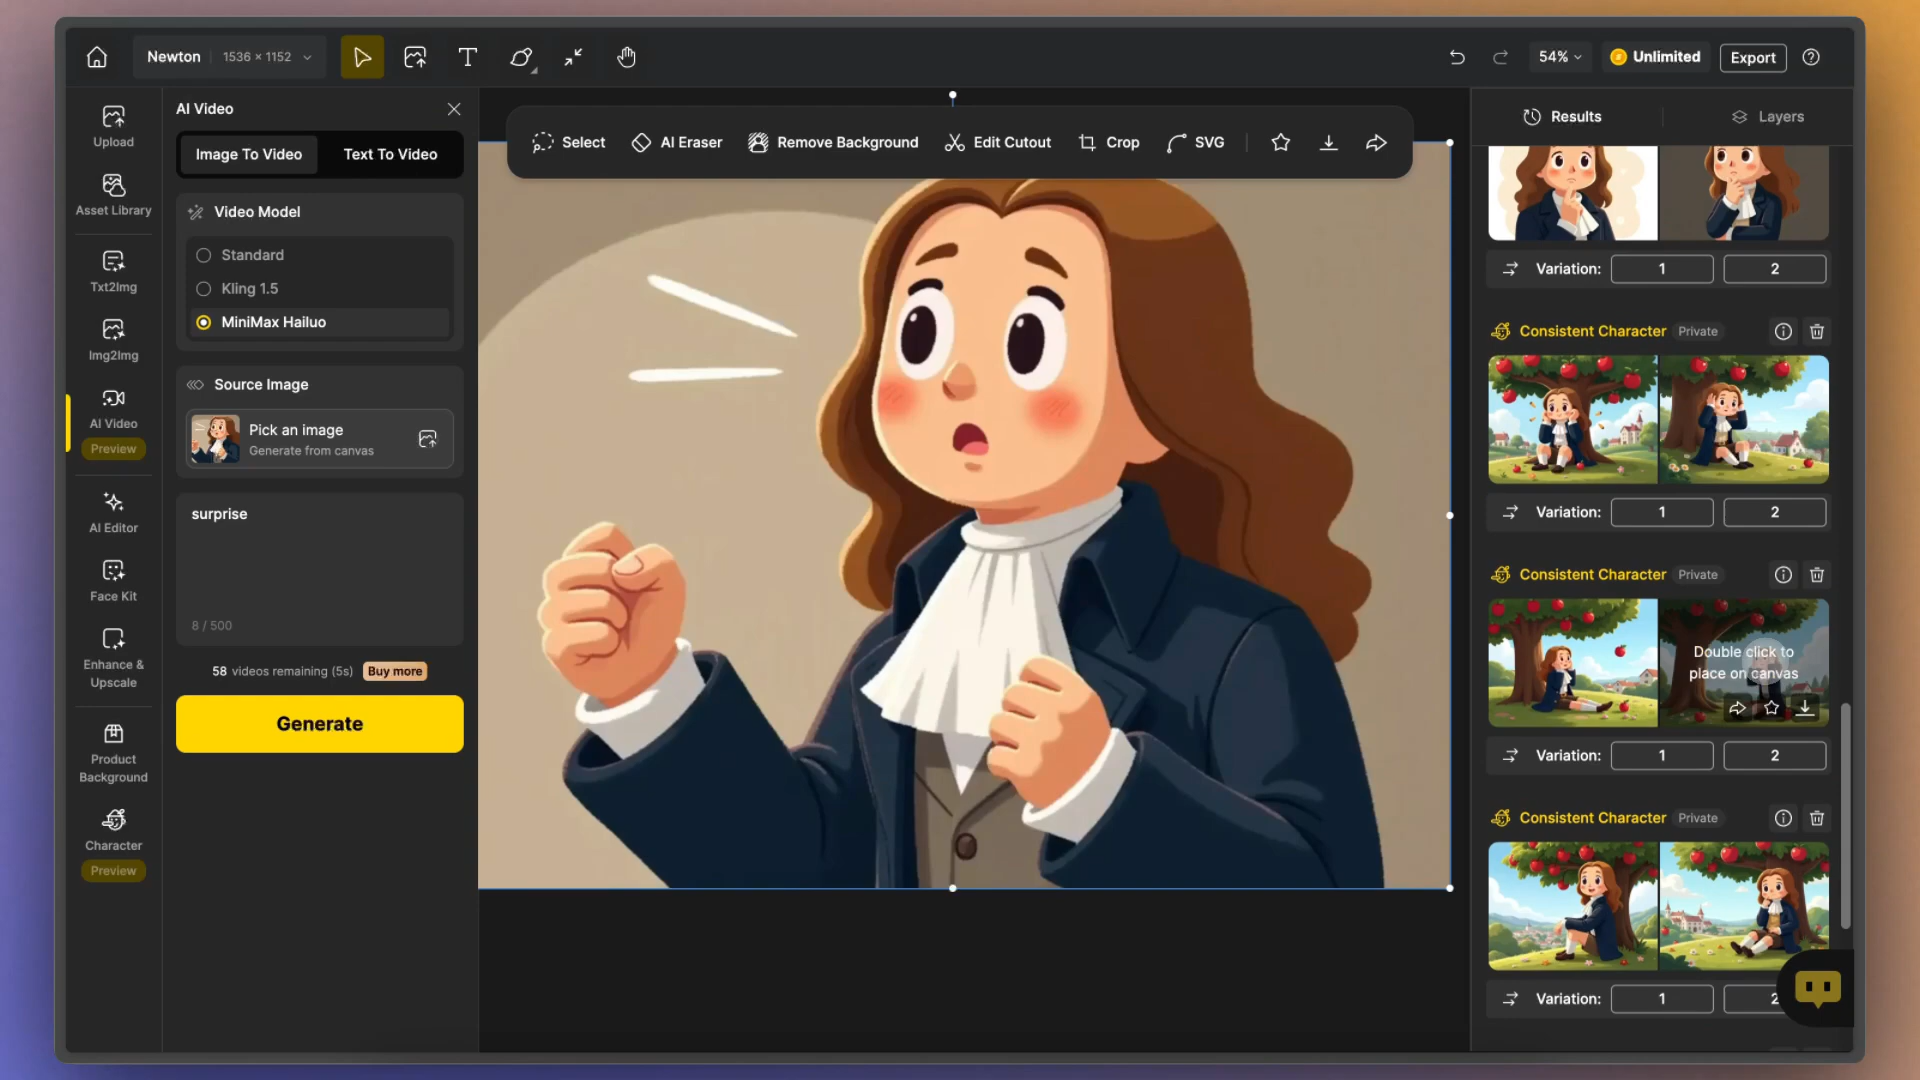 Newton 1536 × 1152
54%
Unlimited
Export
Upload
Asset Library
Txt2Img
Img2Img
AI Video
Preview
AI Editor
Face Kit
Enhance &
Upscale
Product
Background
Character
Preview
AI Video
Image To Video Text To Video
Video Model
Standard
Kling 1.5
MiniMax Hailuo
Source Image
Pick an image
Generate from canvas
surprise
8 / 500
58 videos remaining (5s) Buy more
Generate
Select AI Eraser Remove Background Edit Cutout Crop SVG
Results Layers
Variation: 1 2
Consistent Character Private
Variation: 1 2
Consistent Character Private
Double click to
place on canvas
Variation: 1 2
Consistent Character Private
Variation: 1 2